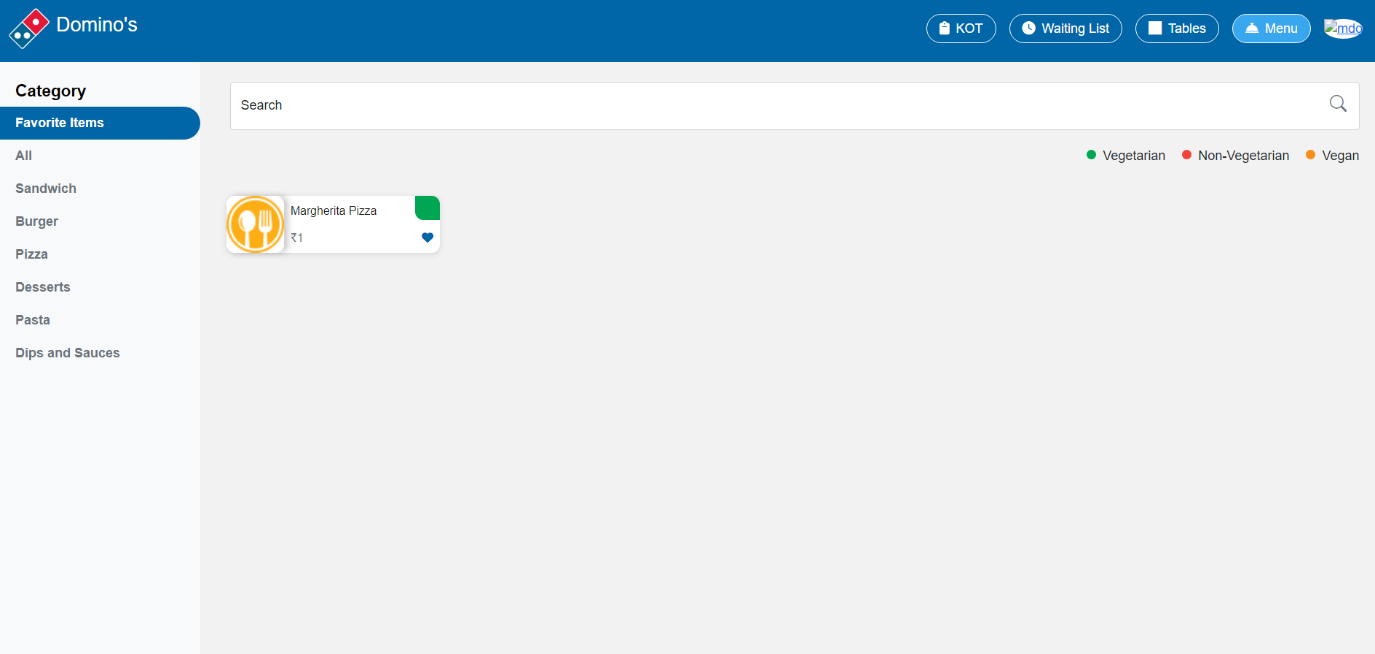 Domino's
KOT
Waiting List
Tables
Menu
mdo
Category
Favorite Items
All
Sandwich
Burger
Pizza
Desserts
Pasta
Dips and Sauces
Search
Vegetarian
Non-Vegetarian
Vegan
Margherita Pizza
₹1